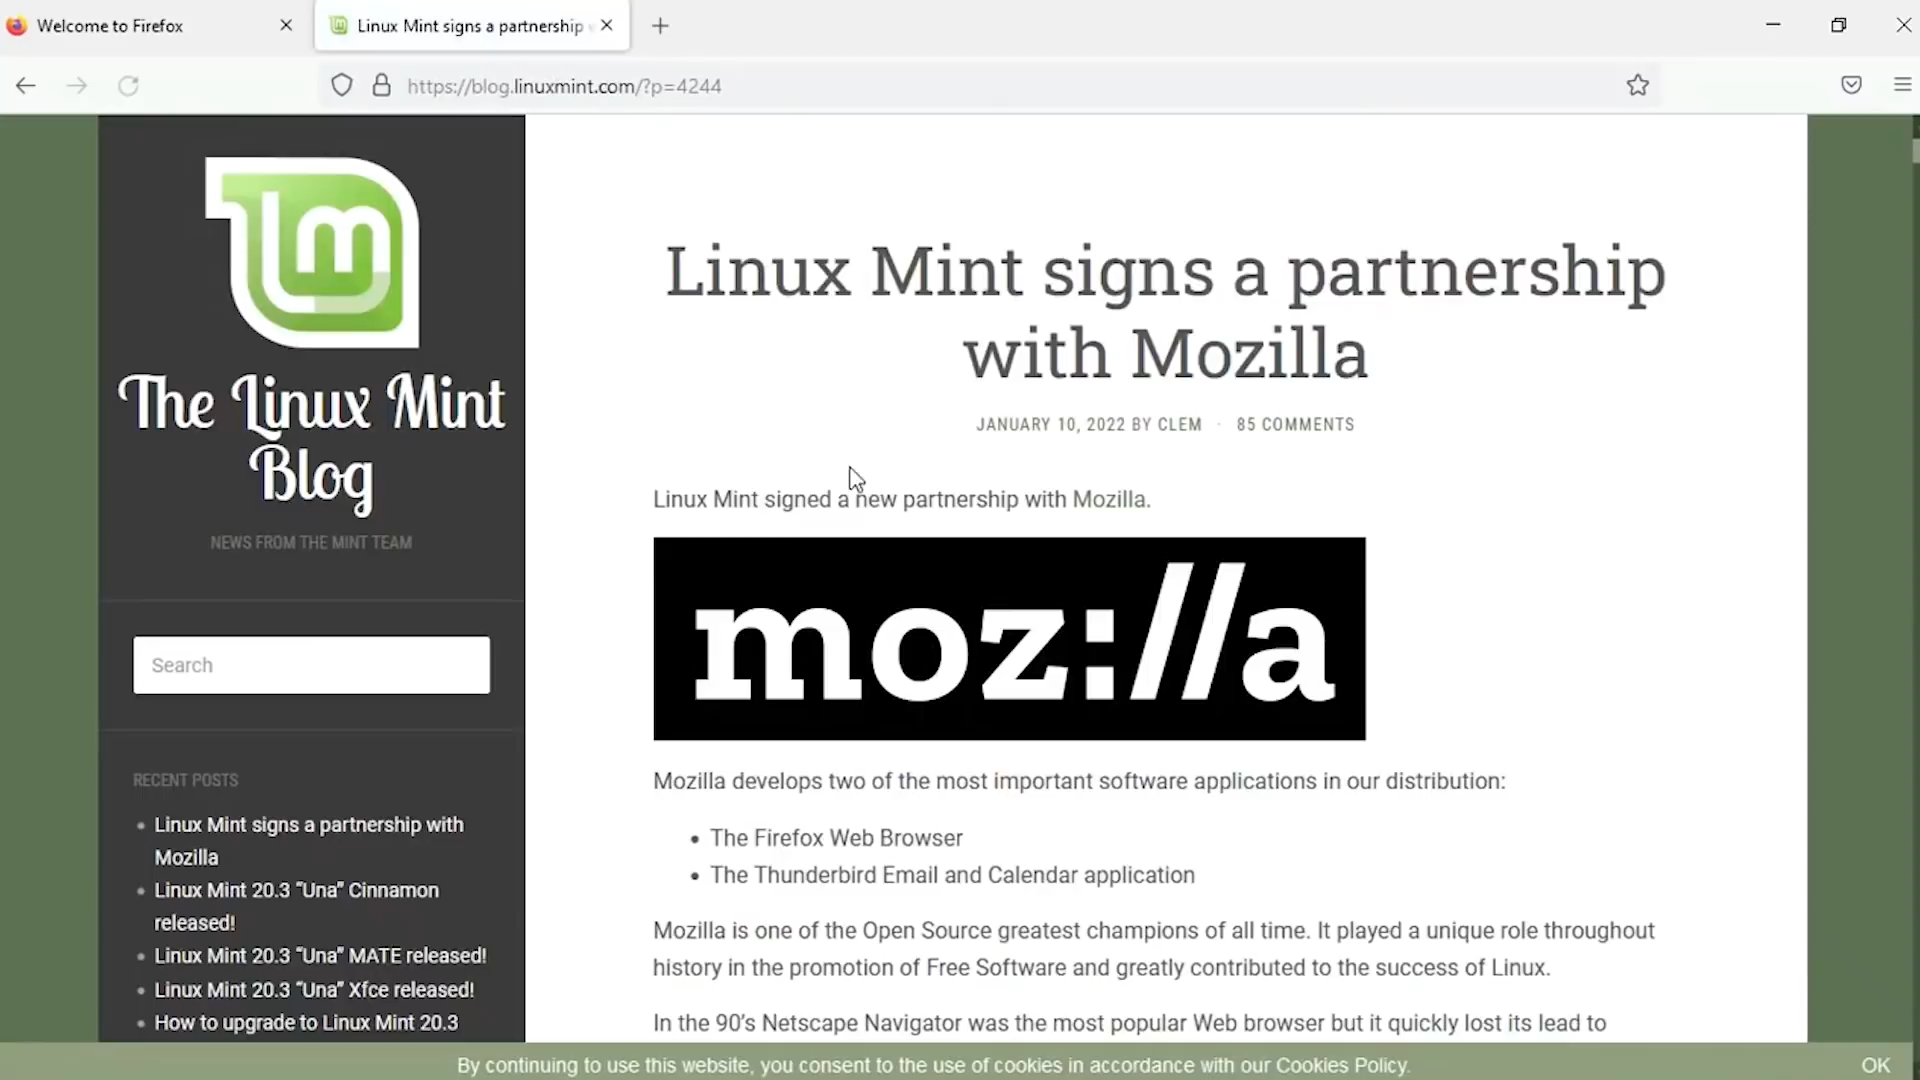 Welcome to Firefox
Linux Mint signs a partnership
https://blog.linuxmint.com/?p=4244
lm
The Linux Mint
Blog
NEWS FROM THE MINT TEAM
Search
RECENT POSTS
Linux Mint signs a partnership with
Mozilla
Linux Mint 20.3 “Una” Cinnamon
released!
Linux Mint 20.3 “Una” MATE released!
Linux Mint 20.3 “Una” Xfce released!
How to upgrade to Linux Mint 20.3
Linux Mint signs a partnership
with Mozilla
JANUARY 10, 2022 BY CLEM · 85 COMMENTS
Linux Mint signed a new partnership with Mozilla.
moz://a
Mozilla develops two of the most important software applications in our distribution:
• The Firefox Web Browser
• The Thunderbird Email and Calendar application
Mozilla is one of the Open Source greatest champions of all time. It played a unique role throughout
history in the promotion of Free Software and greatly contributed to the success of Linux.
In the 90’s Netscape Navigator was the most popular Web browser but it quickly lost its lead to
By continuing to use this website, you consent to the use of cookies in accordance with our Cookies Policy.
OK